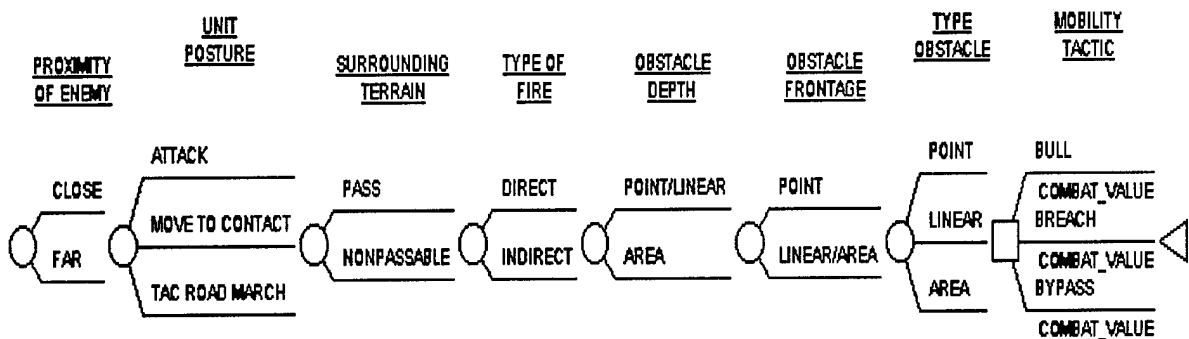 PROXIMITY
OF ENEMY
UNIT
POSTURE
SURROUNDING
TERRAIN
TYPE OF
FIRE
OBSTACLE
DEPTH
OBSTACLE
FRONTAGE
TYPE
OBSTACLE
MOBILITY
TACTIC
CLOSE
FAR
ATTACK
MOVE TO CONTACT
TAC ROAD MARCH
PASS
NONPASSABLE
DIRECT
INDIRECT
POINT/LINEAR
AREA
POINT
LINEAR/AREA
POINT
LINEAR
AREA
BULL
COMBAT_VALUE
BREACH
COMBAT_VALUE
BYPASS
COMBAT_VALUE